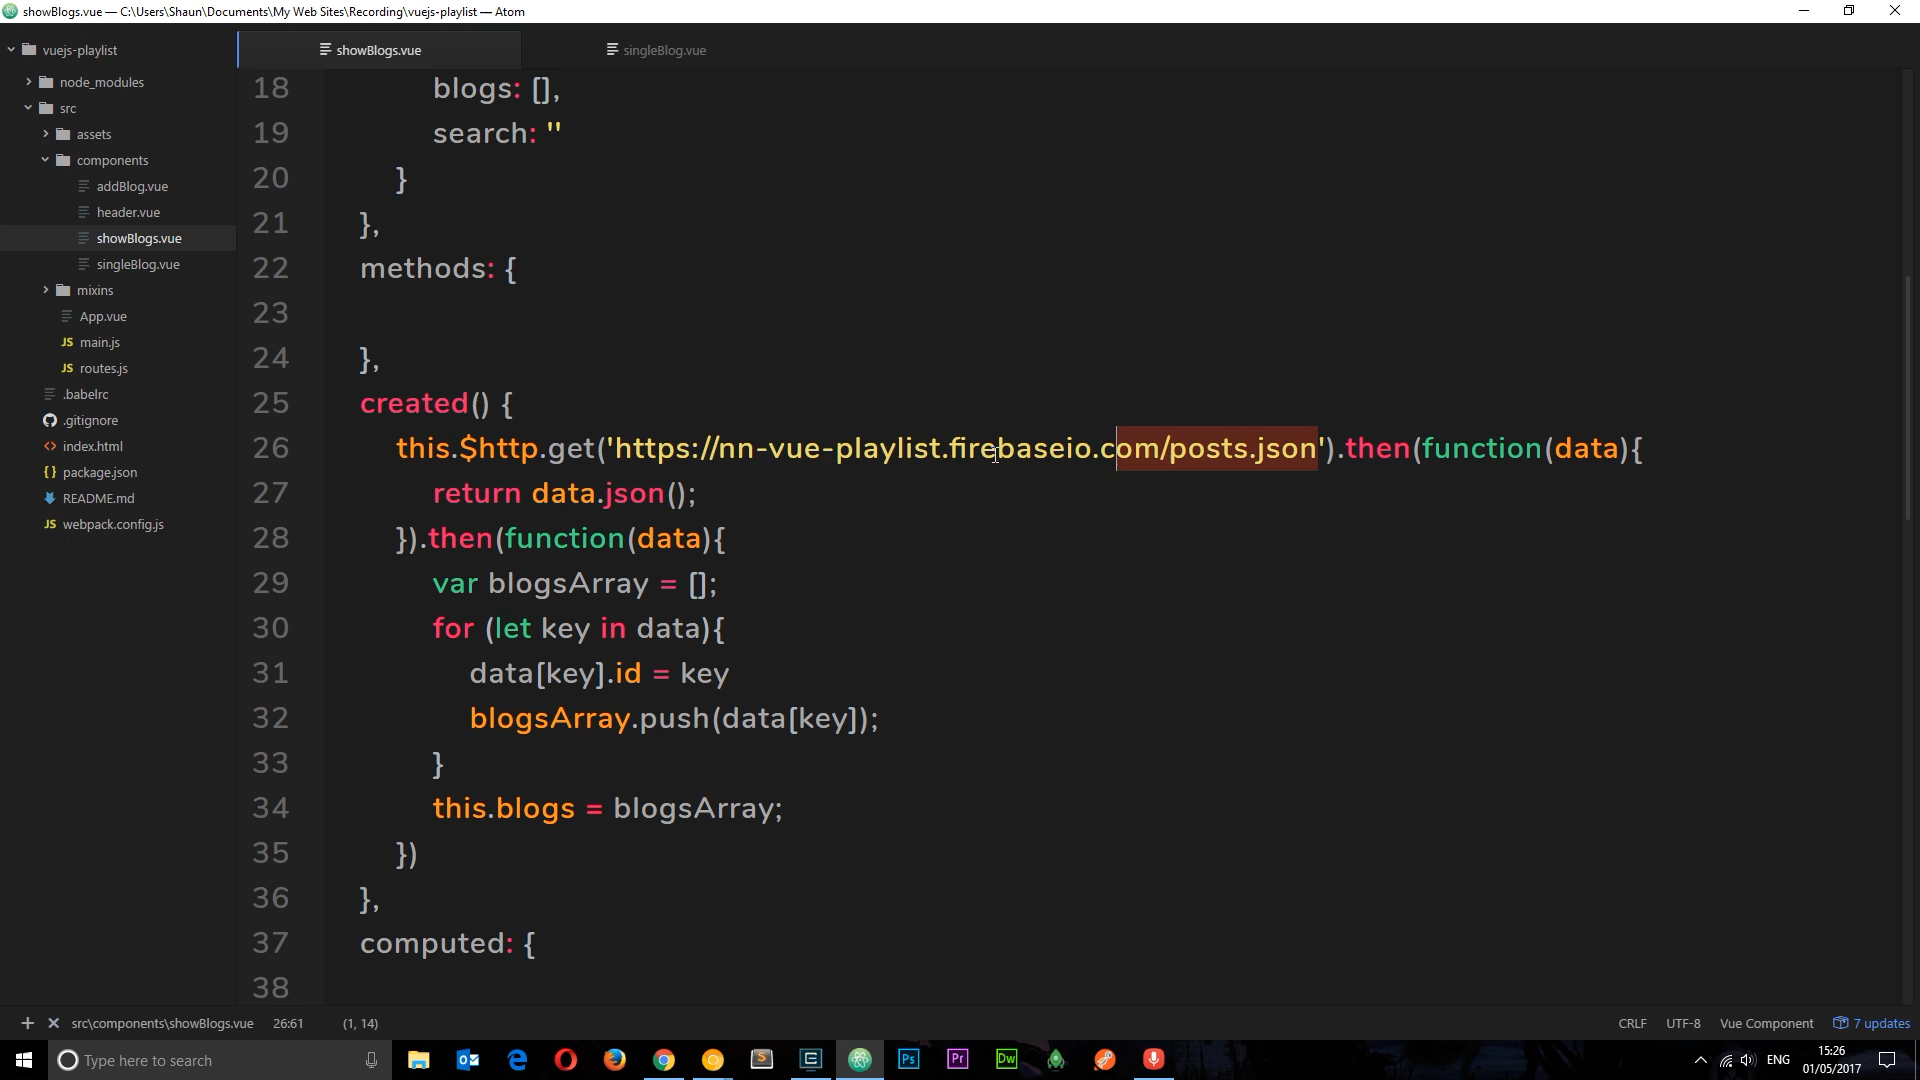 showBlogs.vue — C:\Users\Shaun\Documents\My Web Sites\Recording\vuejs-playlist — Atom
vuejs-playlist
node_modules
src
assets
components
addBlog.vue
header.vue
showBlogs.vue
singleBlog.vue
mixins
App.vue
JS main.js
JS routes.js
.babelrc
.gitignore
<> index.html
{} package.json
README.md
JS webpack.config.js
showBlogs.vue
singleBlog.vue
18 blogs: [],
19 search: ''
20 }
21 },
22 methods: {
23
24 },
25 created() {
26 this.$http.get('https://nn-vue-playlist.firebaseio.com/posts.json').then(function(data){
27 return data.json();
28 }).then(function(data){
29 var blogsArray = [];
30 for (let key in data){
31 data[key].id = key
32 blogsArray.push(data[key]);
33 }
34 this.blogs = blogsArray;
35 })
36 },
37 computed: {
38
src\components\showBlogs.vue 26:61 (1, 14)
CRLF UTF-8 Vue Component 7 updates
Type here to search
Ps
Pr
Dw
ENG
15:26
01/05/2017